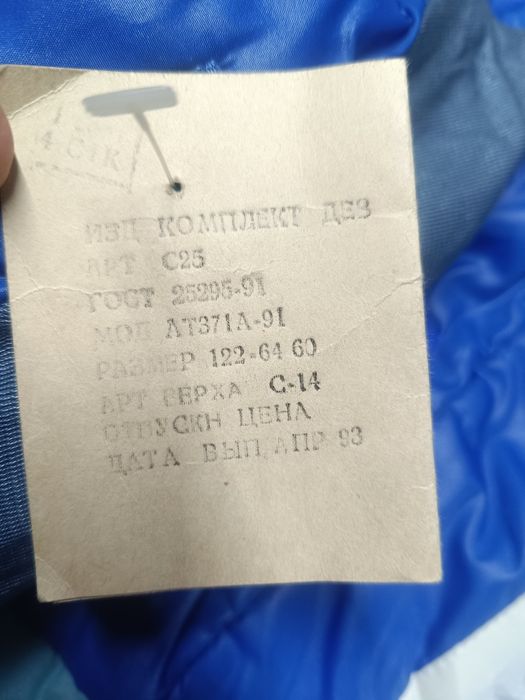 4 СтК
ИЗД КОМПЛЕКТ ДЕВ
АРТ С25
ГОСТ 25295-91
МОД АТ371А-91
РАЗМЕР 122-64 60
АРТ ВЕРХА С-14
ОТПУСКН ЦЕНА
ДАТА ВЫП, АПР 93